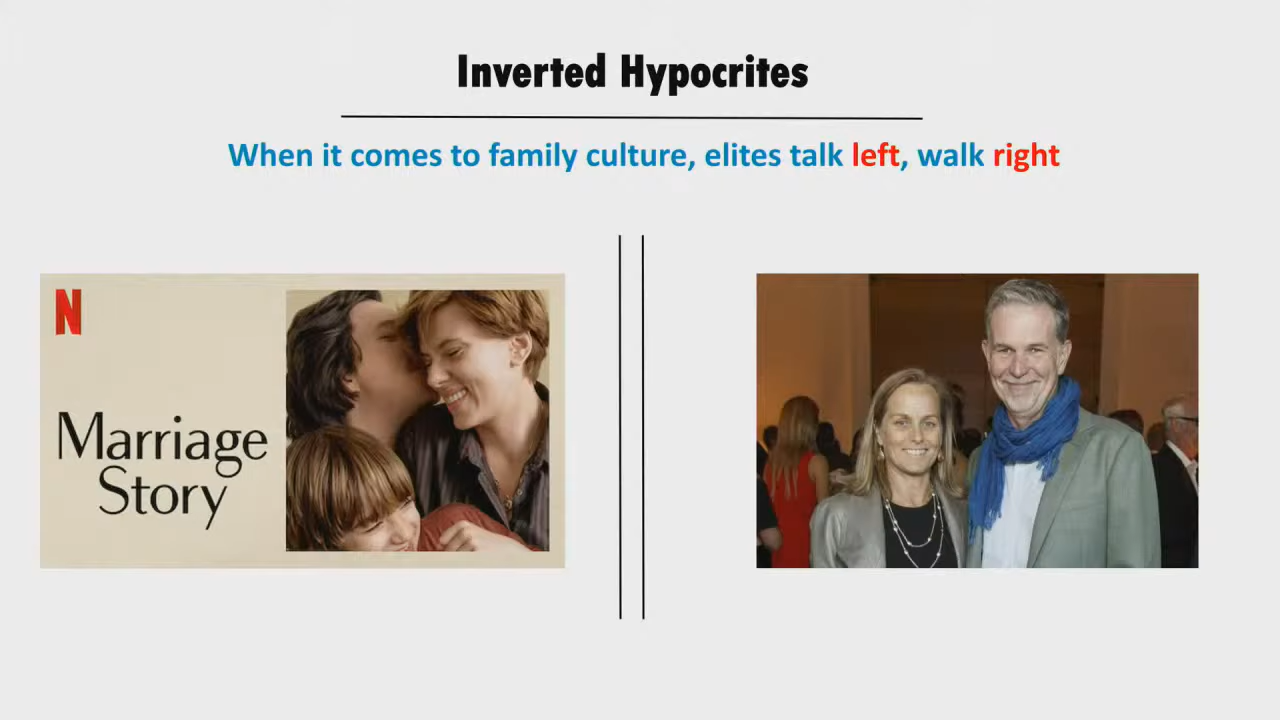 Inverted Hypocrites
When it comes to family culture, elites talk left, walk right
N
Marriage
Story